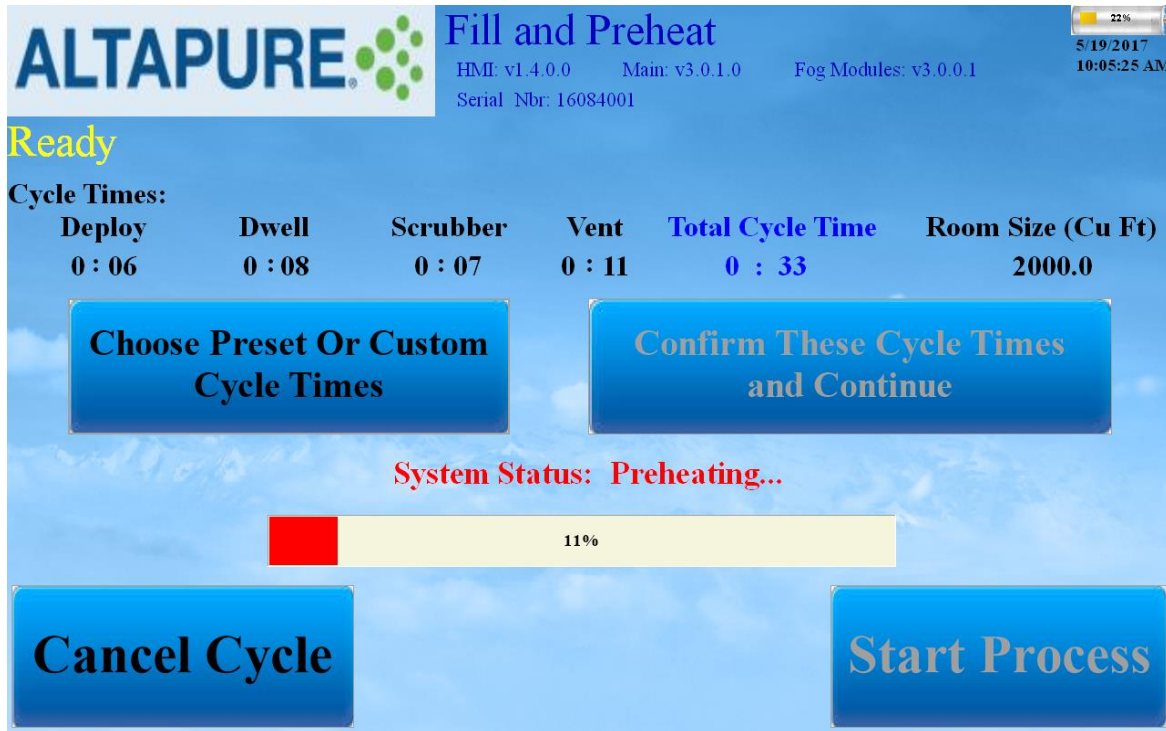 ALTAPURE®
Fill and Preheat
22%
5/19/2017
10:05:25 AM
HMI: v1.4.0.0 Main: v3.0.1.0 Fog Modules: v3.0.0.1
Serial Nbr: 16084001
Ready
Cycle Times:
Deploy Dwell Scrubber Vent Total Cycle Time Room Size (Cu Ft)
0 : 06 0 : 08 0 : 07 0 : 11 0 : 33 2000.0
Choose Preset Or Custom
Cycle Times
Confirm These Cycle Times
and Continue
System Status: Preheating...
11%
Cancel Cycle
Start Process